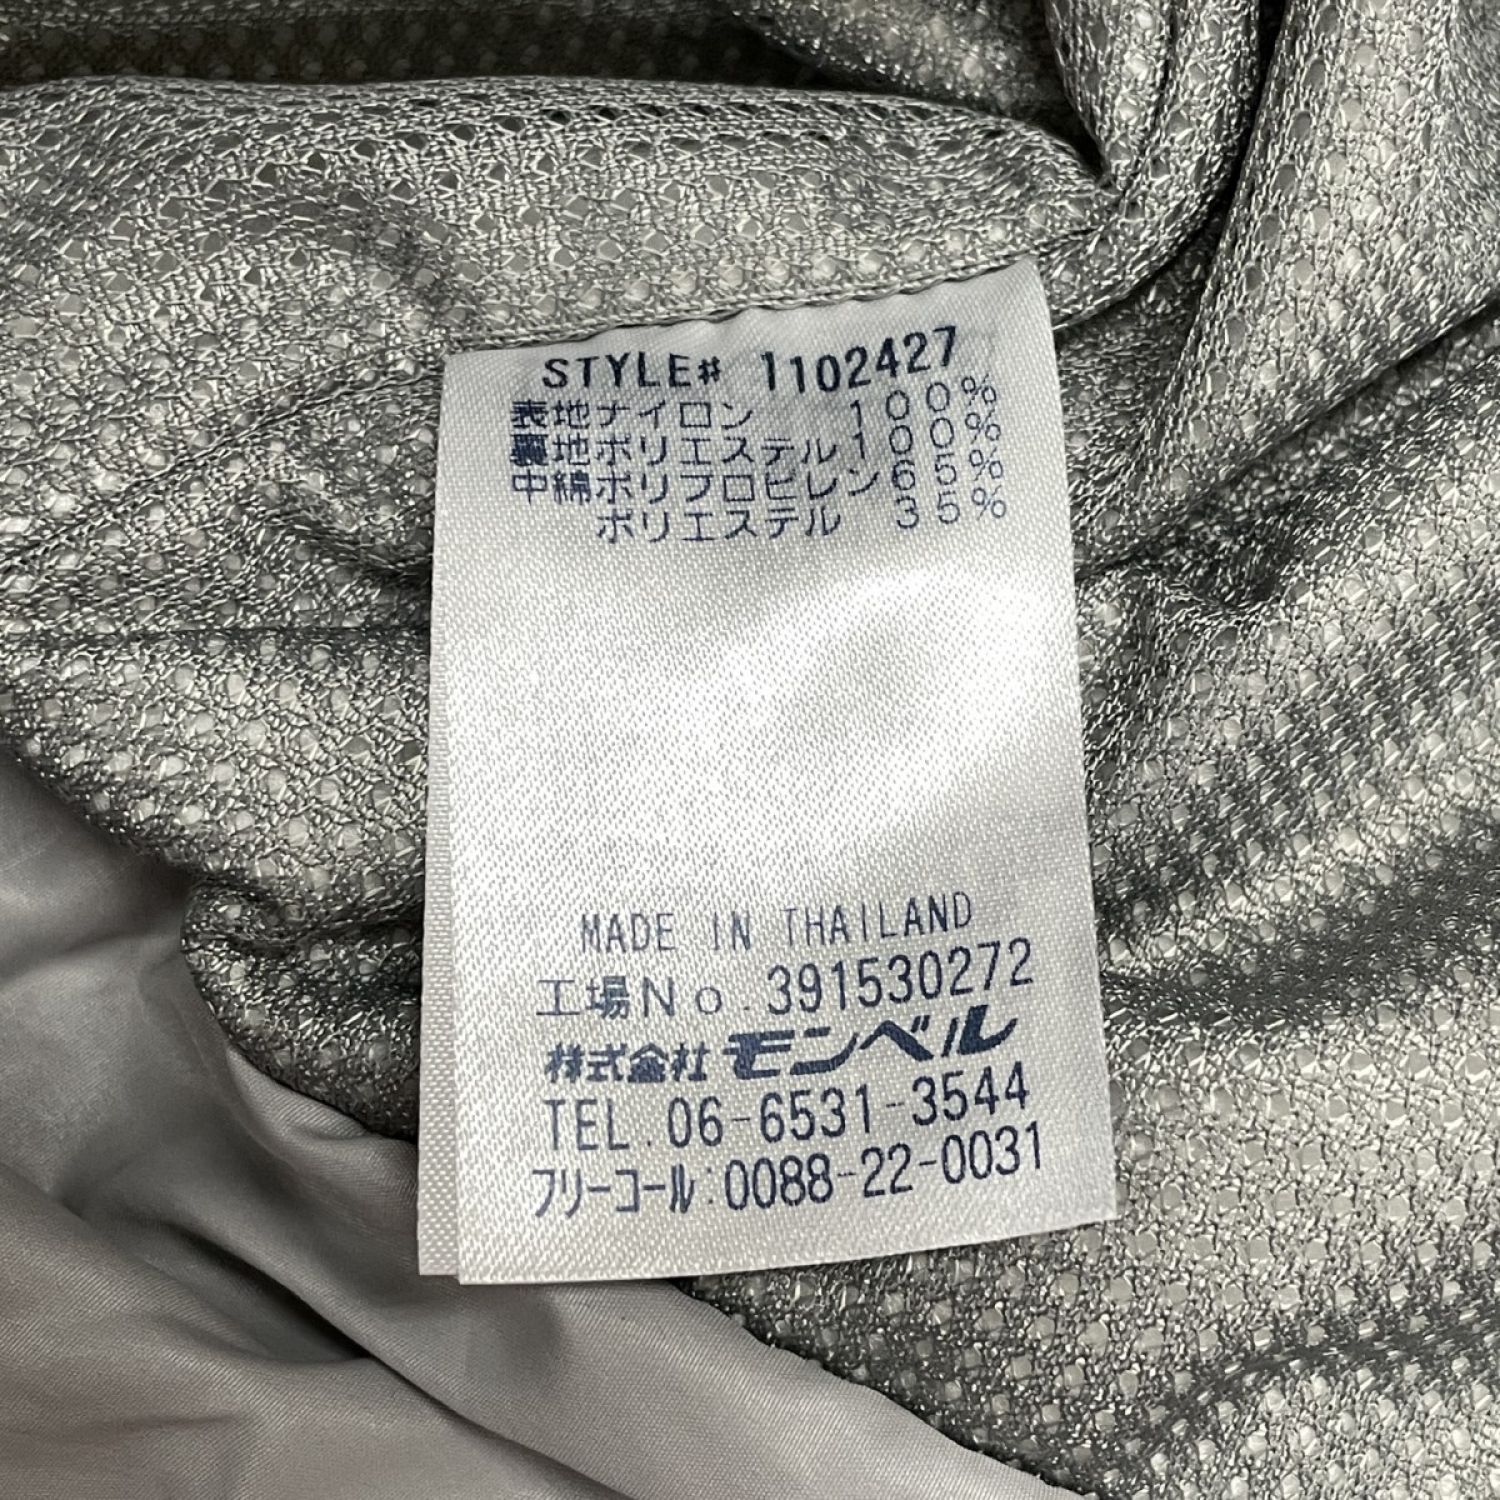 STYLE# 1102427
表地ナイロン 100%
裏地ポリエステル100%
中綿ポリプロピレン65%
ポリエステル 35%
MADE IN THAILAND
工場No.391530272
株式会社モンベル
TEL.06-6531-3544
フリーコール:0088-22-0031